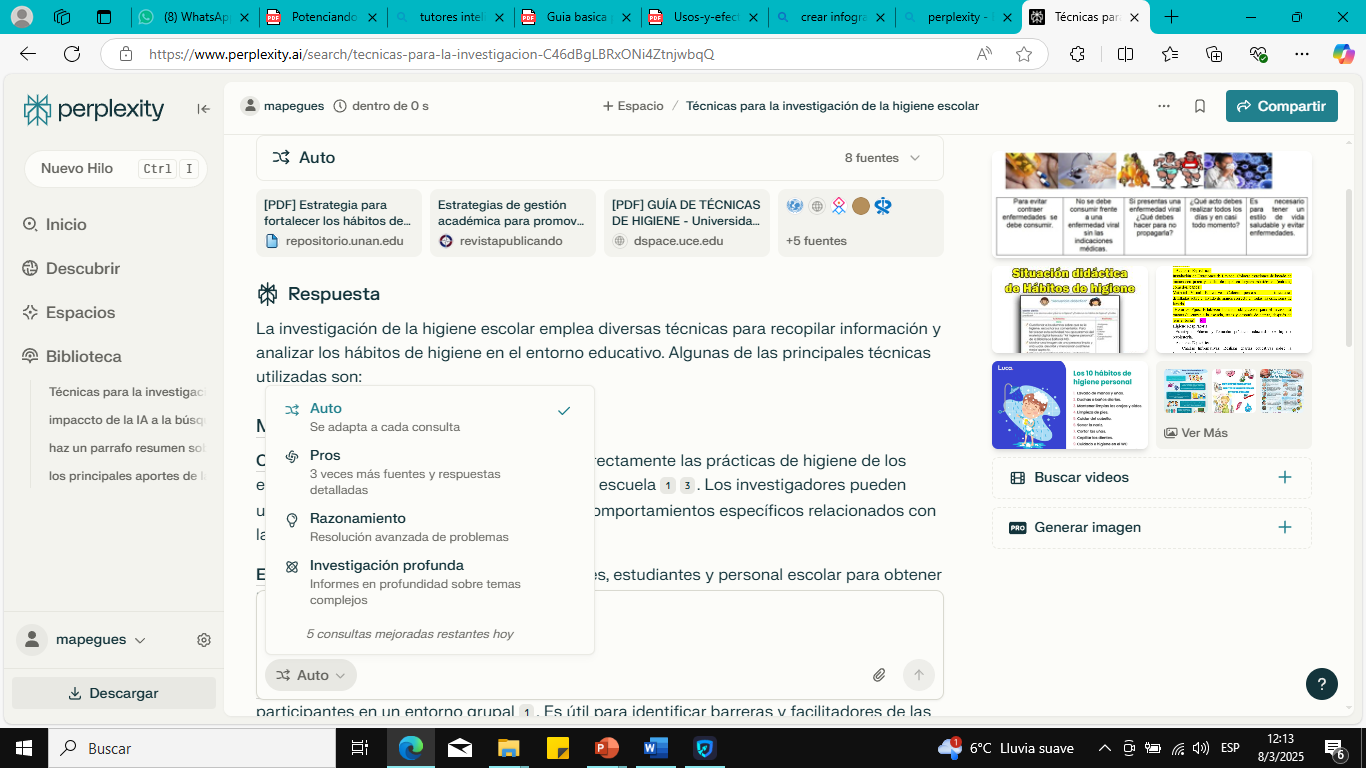 (8) WhatsApp
Potenciando
tutores inteli
Guia basica p
Usos-y-efect
crear infogra
perplexity -
Técnicas para
https://www.perplexity.ai/search/tecnicas-para-la-investigacion-C46dBgLBRxONi4ZtnjwbqQ
perplexity
Nuevo Hilo
Ctrl I
Inicio
Descubrir
Espacios
Biblioteca
Técnicas para la investigaci
impaccto de la IA a la búsq
haz un parrafo resumen sob
los principales aportes de l
mapegues
Descargar
mapegues
dentro de 0 s
Espacio / Técnicas para la investigación de la higiene escolar
Compartir
Auto
8 fuentes
[PDF] Estrategia para
fortalecer los hábitos de...
repositorio.unan.edu
Estrategias de gestión
académica para promov...
revistapublicando
[PDF] GUÍA DE TÉCNICAS
DE HIGIENE - Universida...
dspace.uce.edu
+5 fuentes
Respuesta
La investigación de la higiene escolar emplea diversas técnicas para recopilar información y
analizar los hábitos de higiene en el entorno educativo. Algunas de las principales técnicas
utilizadas son:
rectamente las prácticas de higiene de los
escuela 1 3 . Los investigadores pueden
omportamientos específicos relacionados con
es, estudiantes y personal escolar para obtener
Auto
Se adapta a cada consulta
Pros
3 veces más fuentes y respuestas
detalladas
Razonamiento
Resolución avanzada de problemas
Investigación profunda
Informes en profundidad sobre temas
complejos
5 consultas mejoradas restantes hoy
Auto
participantes en un entorno grupal 1 . Es útil para identificar barreras y facilitadores de las
Para evitar
contraer
enfermedades se
debe consumir.
No se debe
consumir frente
a una
enfermedad viral
sin las
indicaciones
médicas.
Si presentas una
enfermedad viral
¿Qué debes
hacer para no
propagarla?
¿Qué acto debes
realizar todos los
días y en casi
todo momento?
Es necesario
para tener un
estilo de vida
saludable y evitar
enfermedades.
Situación didáctica
de Hábitos de higiene
Luca.
Los 10 hábitos de
higiene personal
Ver Más
Buscar videos
PRO
Generar imagen
?
Buscar
1
6°C Lluvia suave
ESP
12:13
8/3/2025
6